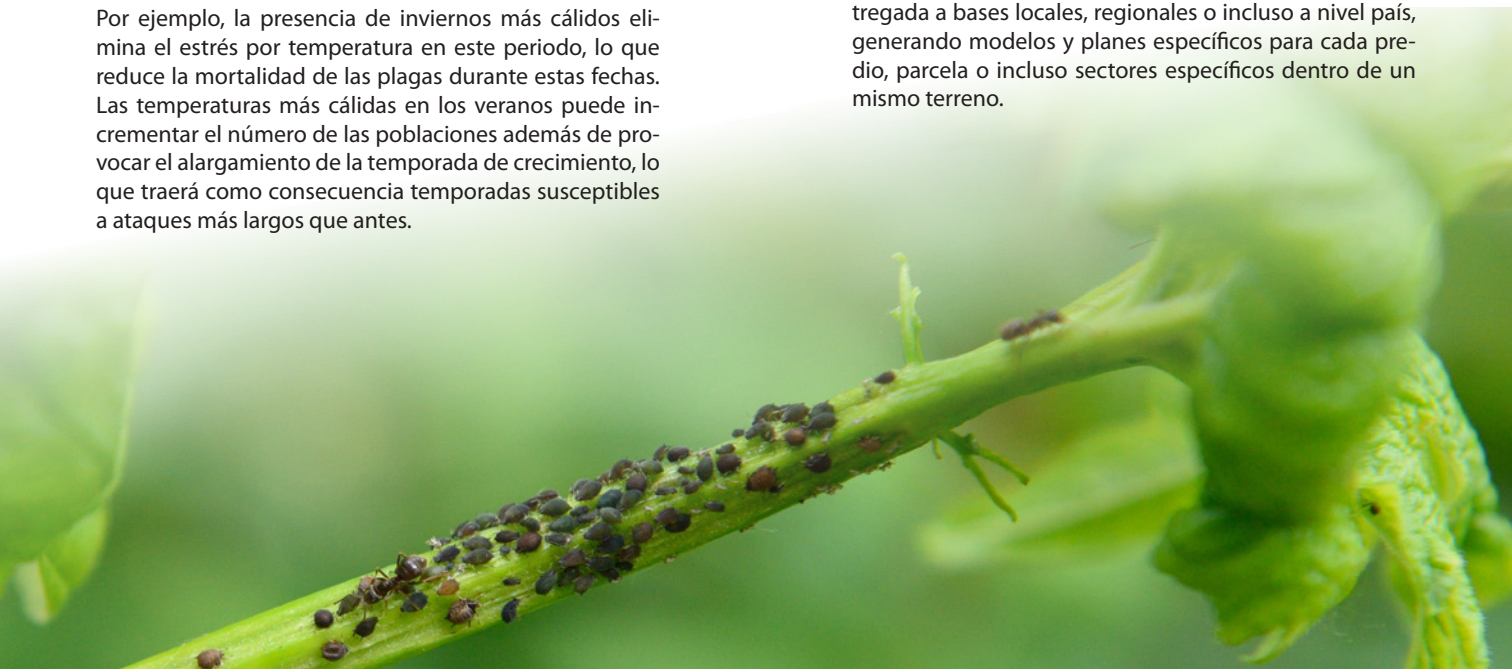 Por ejemplo, la presencia de inviernos más cálidos eli-
mina el estrés por temperatura en este periodo, lo que
reduce la mortalidad de las plagas durante estas fechas.
Las temperaturas más cálidas en los veranos puede in-
crementar el número de las poblaciones además de pro-
vocar el alargamiento de la temporada de crecimiento, lo
que traerá como consecuencia temporadas susceptibles
a ataques más largos que antes.
tregada a bases locales, regionales o incluso a nivel país,
generando modelos y planes específicos para cada pre-
dio, parcela o incluso sectores específicos dentro de un
mismo terreno.